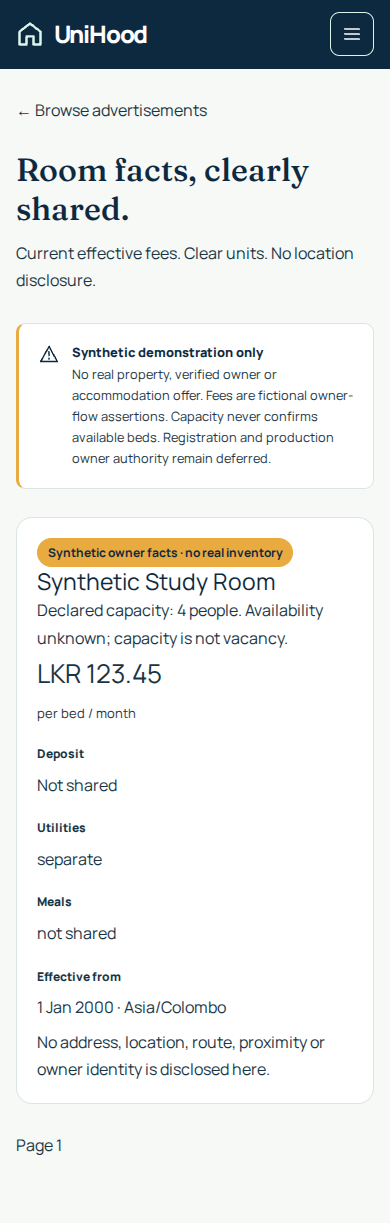 UniHood
← Browse advertisements
Room facts, clearly
shared.
Current effective fees. Clear units. No location
disclosure.
Synthetic demonstration only
No real property, verified owner or
accommodation offer. Fees are fictional owner-
flow assertions. Capacity never confirms
available beds. Registration and production
owner authority remain deferred.
Synthetic owner facts · no real inventory
Synthetic Study Room
Declared capacity: 4 people. Availability
unknown; capacity is not vacancy.
LKR 123.45
per bed / month
Deposit
Not shared
Utilities
separate
Meals
not shared
Effective from
1 Jan 2000 · Asia/Colombo
No address, location, route, proximity or
owner identity is disclosed here.
Page 1